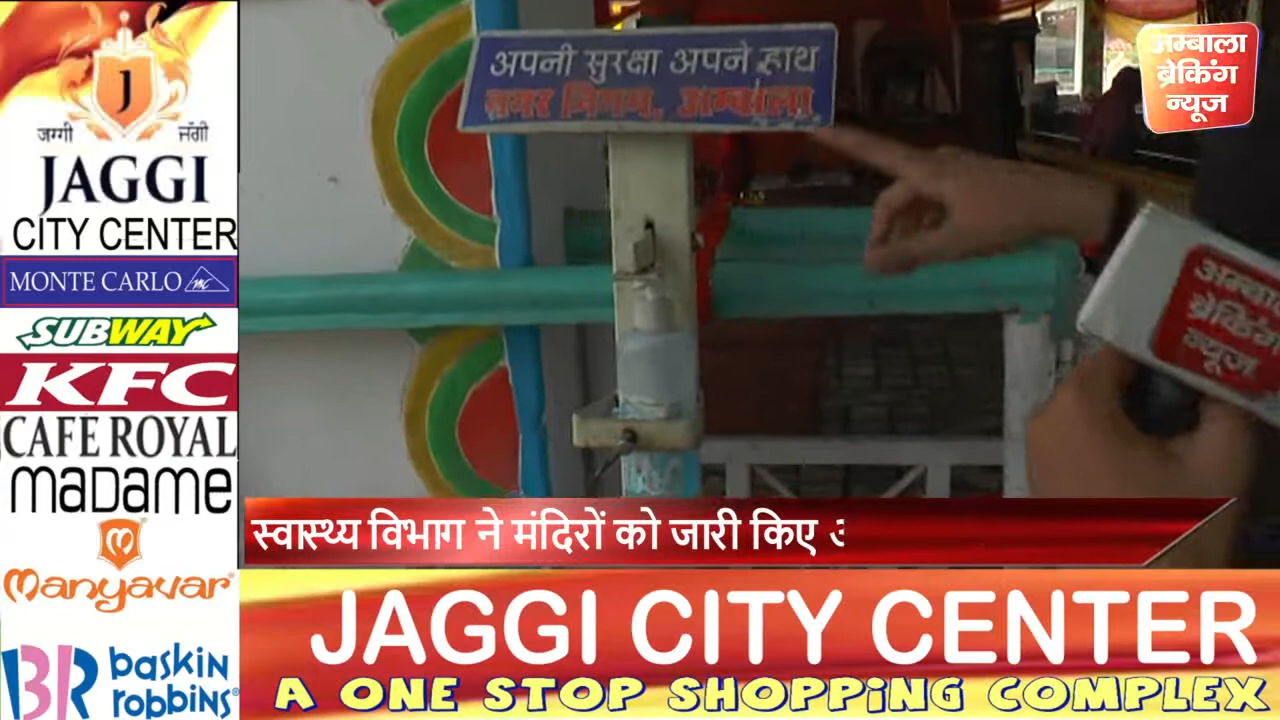 J
जग्गी जग्गी
JAGGI
CITY CENTER
MONTE CARLO
SUBWAY
KFC
CAFE ROYAL
madame
Manyavar
BR baskin robbins
अपनी सुरक्षा अपने हाथ
नगर निगम, अम्बाला
अम्बाला
ब्रेकिंग
न्यूज
ब्रेकिंग
न्यूज
स्वास्थ्य विभाग ने मंदिरों को जारी किए
JAGGI CITY CENTER
A ONE STOP SHOPPING COMPLEX